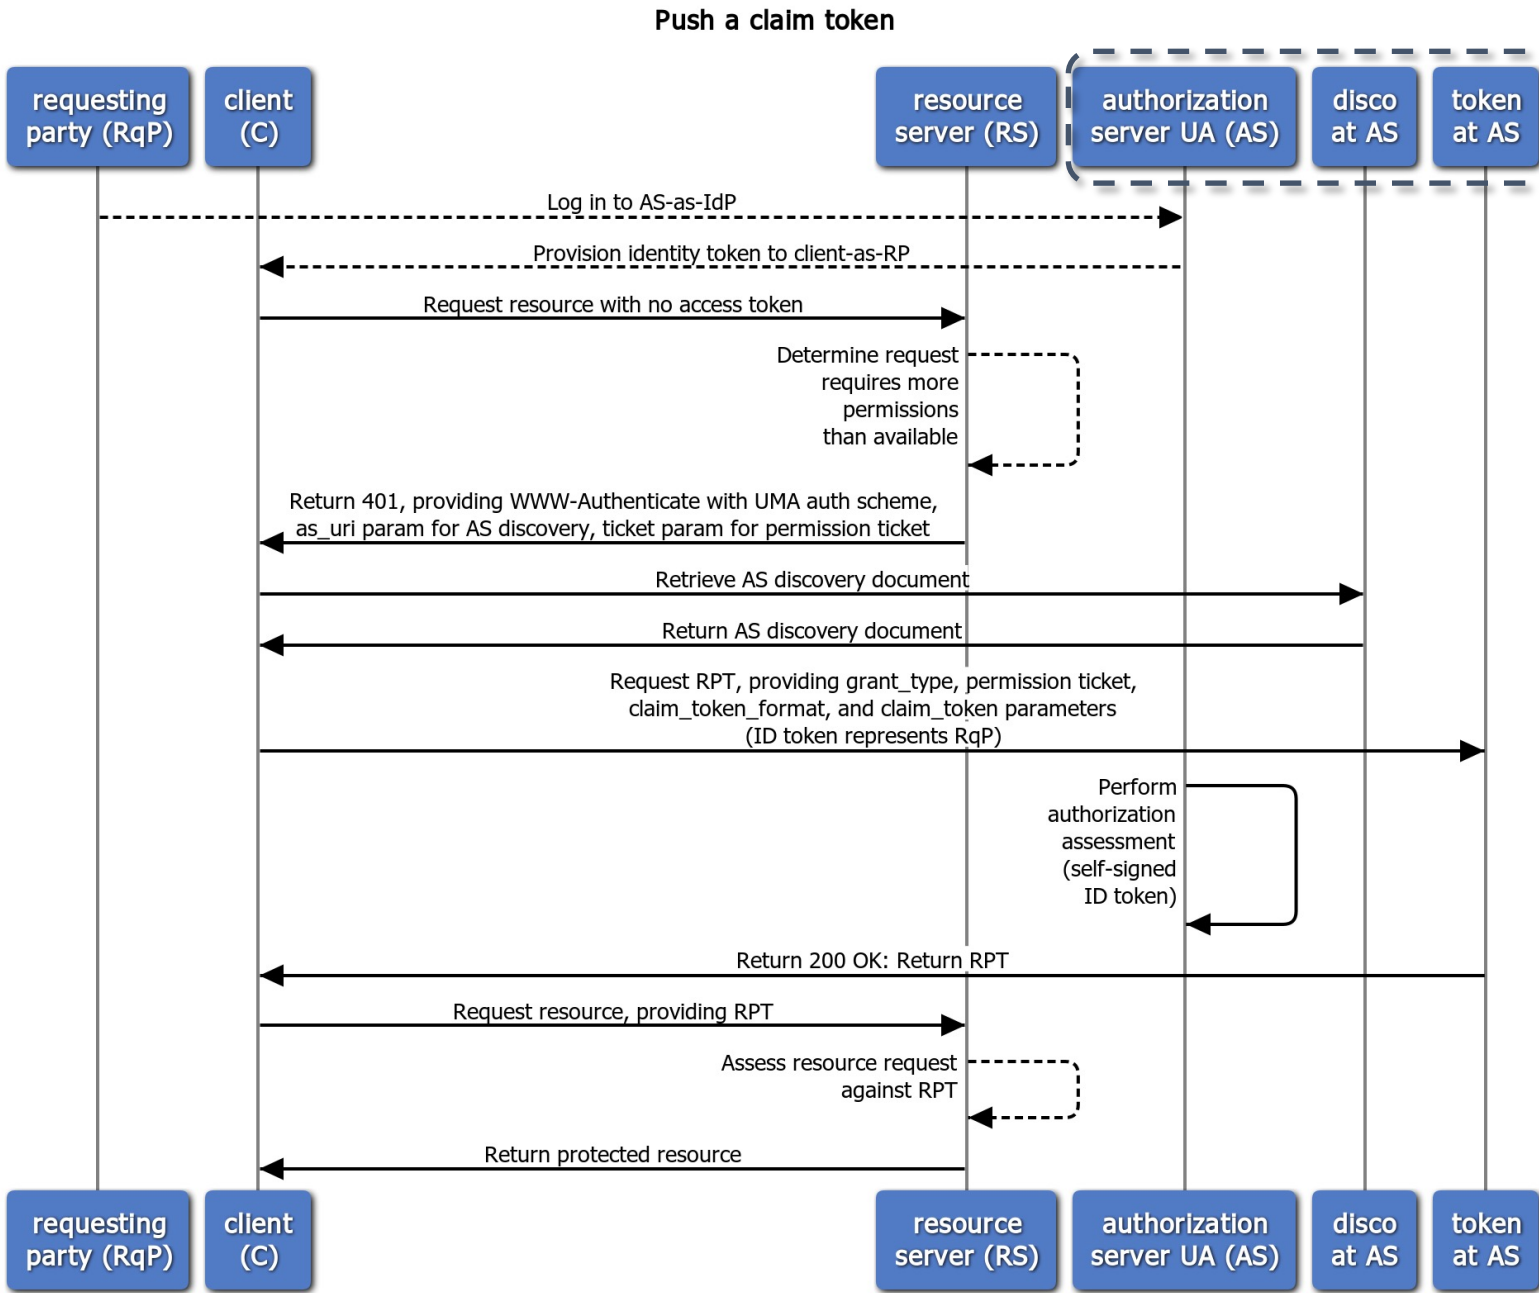 Push a claim token
requesting
party (RqP)
client
(C)
resource
server (RS)
authorization
server UA (AS)
disco
at AS
token
at AS
Log in to AS-as-IdP
Provision identity token to client-as-RP
Request resource with no access token
Determine request
requires more
permissions
than available
Return 401, providing WWW-Authenticate with UMA auth scheme,
as_uri param for AS discovery, ticket param for permission ticket
Retrieve AS discovery document
Return AS discovery document
Request RPT, providing grant_type, permission ticket,
claim_token_format, and claim_token parameters
(ID token represents RqP)
Perform
authorization
assessment
(self-signed
ID token)
Return 200 OK: Return RPT
Request resource, providing RPT
Assess resource request
against RPT
Return protected resource
requesting
party (RqP)
client
(C)
resource
server (RS)
authorization
server UA (AS)
disco
at AS
token
at AS